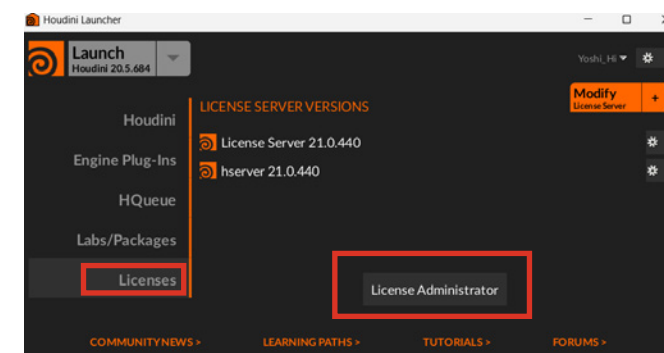 Houdini Launcher
Launch
Houdini 20.5.684
Yoshi_Hi
Modify
License Server
+
Houdini
Engine Plug-Ins
HQueue
Labs/Packages
Licenses
LICENSE SERVER VERSIONS
License Server 21.0.440
hserver 21.0.440
License Administrator
COMMUNITY NEWS > LEARNING PATHS > TUTORIALS > FORUMS >